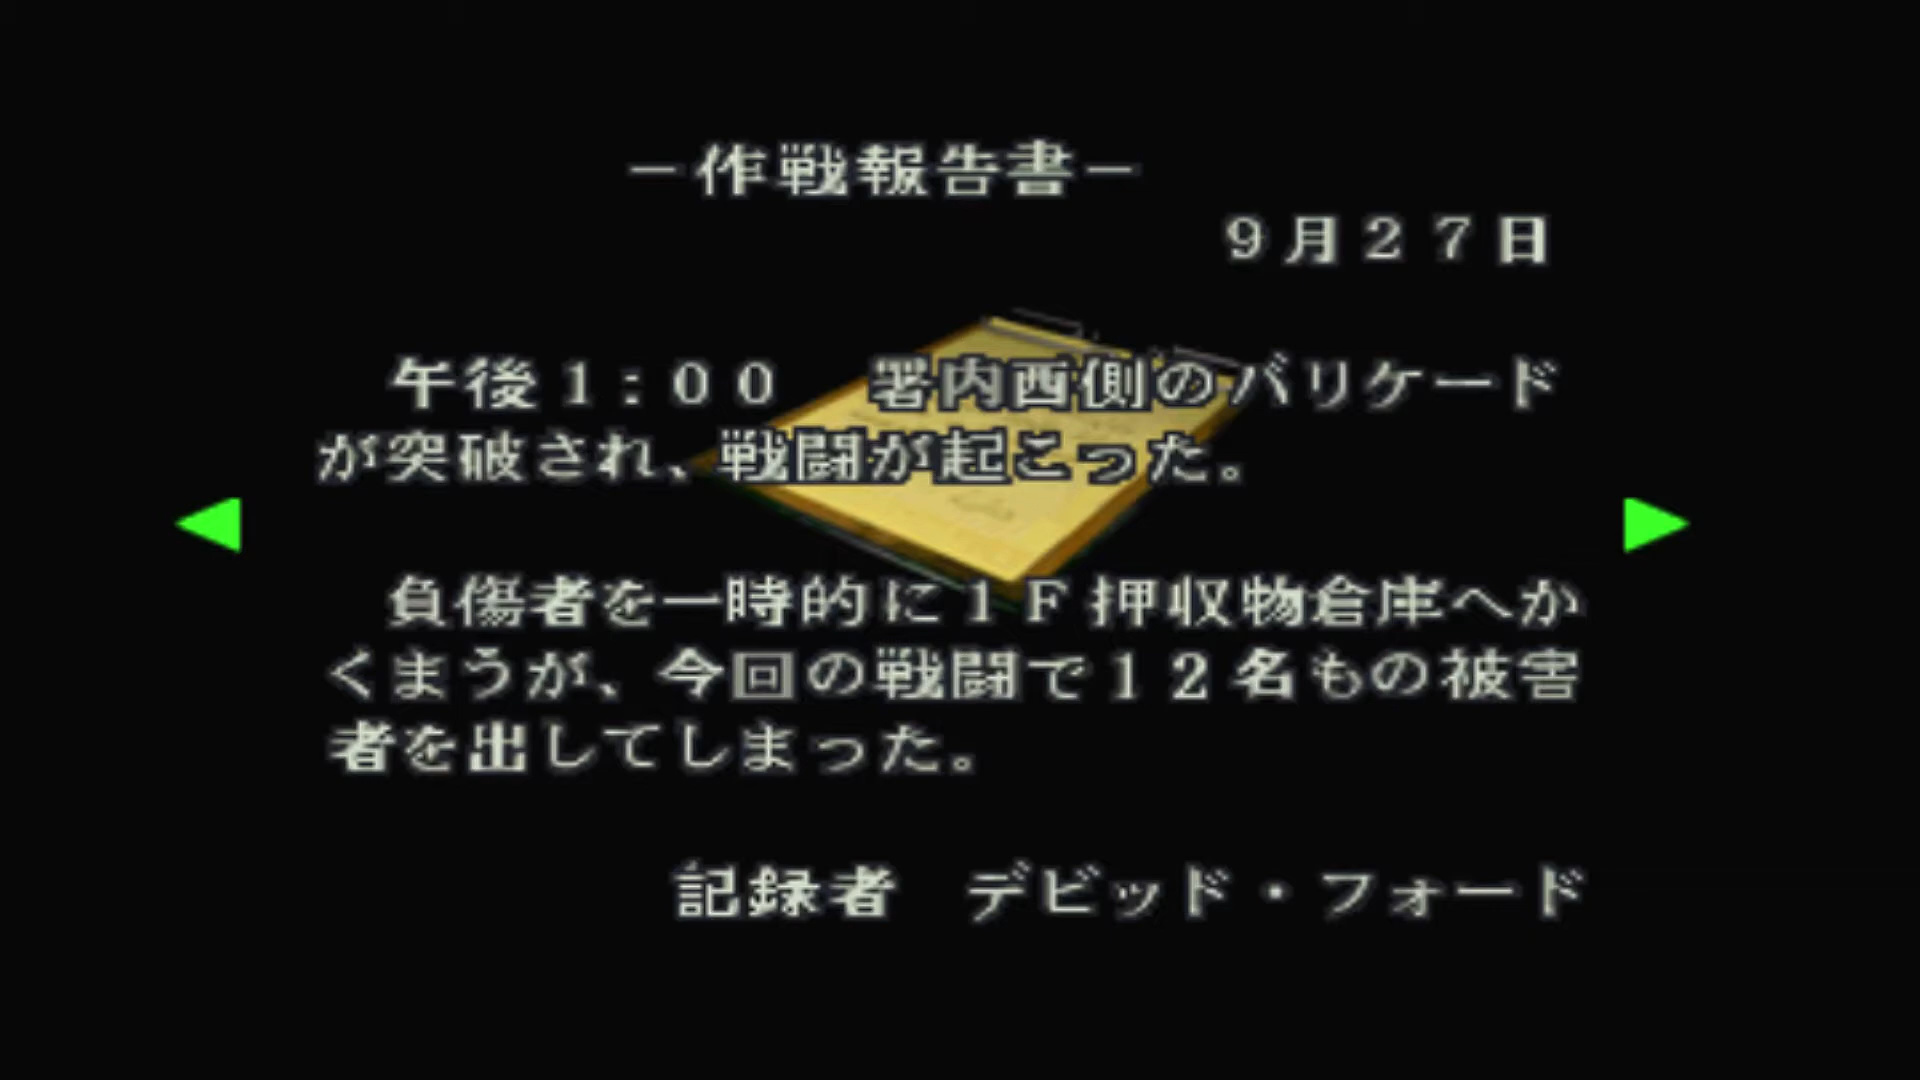 －作戦報告書－
９月２７日
午後１：００　署内西側のバリケード
が突破され、戦闘が起こった。
負傷者を一時的に１Ｆ押収物倉庫へか
くまうが、今回の戦闘で１２名もの被害
者を出してしまった。
記録者　デビッド・フォード